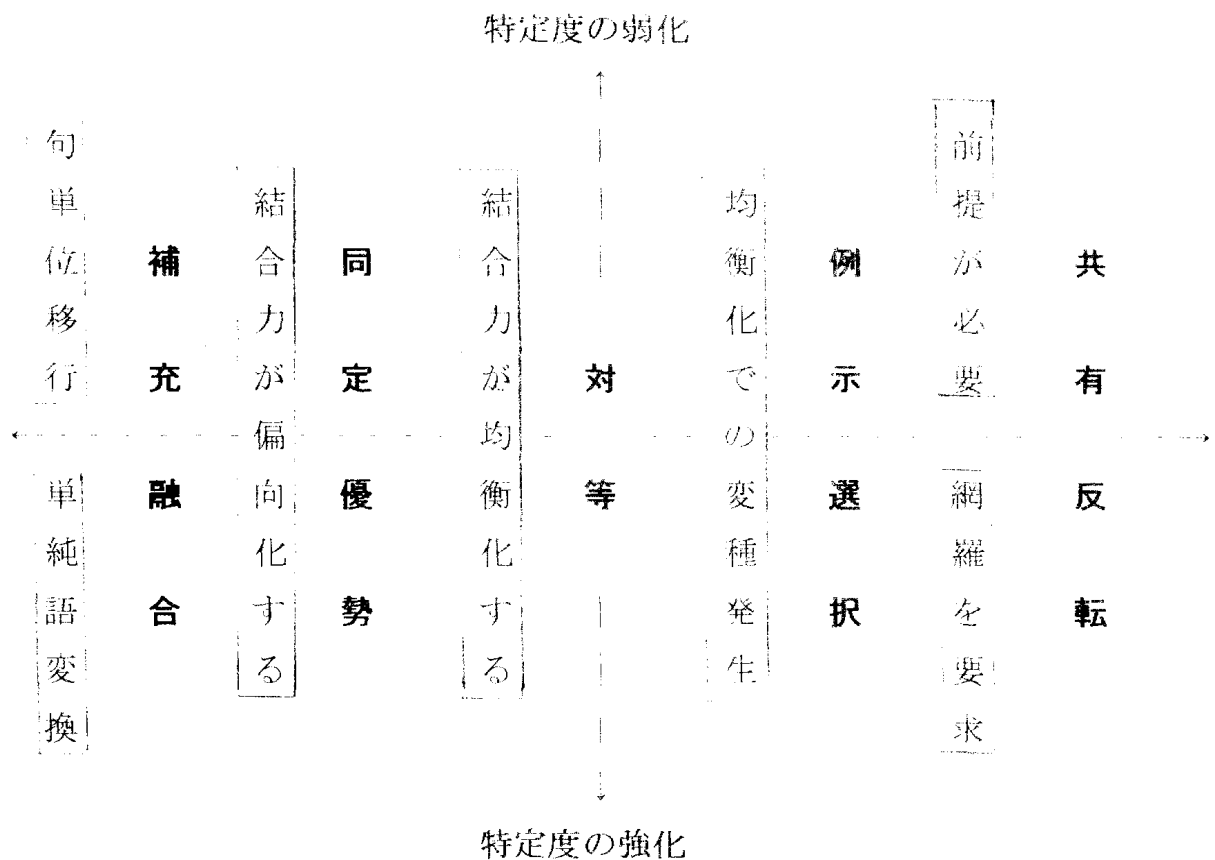 特定度の弱化
句単位移行
単純語変換
補充
融合
結合力が偏向化する
同定
優勢
結合力が均衡化する
対等
均衡化での変種発生
例示
選択
前提が必要
網羅を要求
共有
反転
特定度の強化